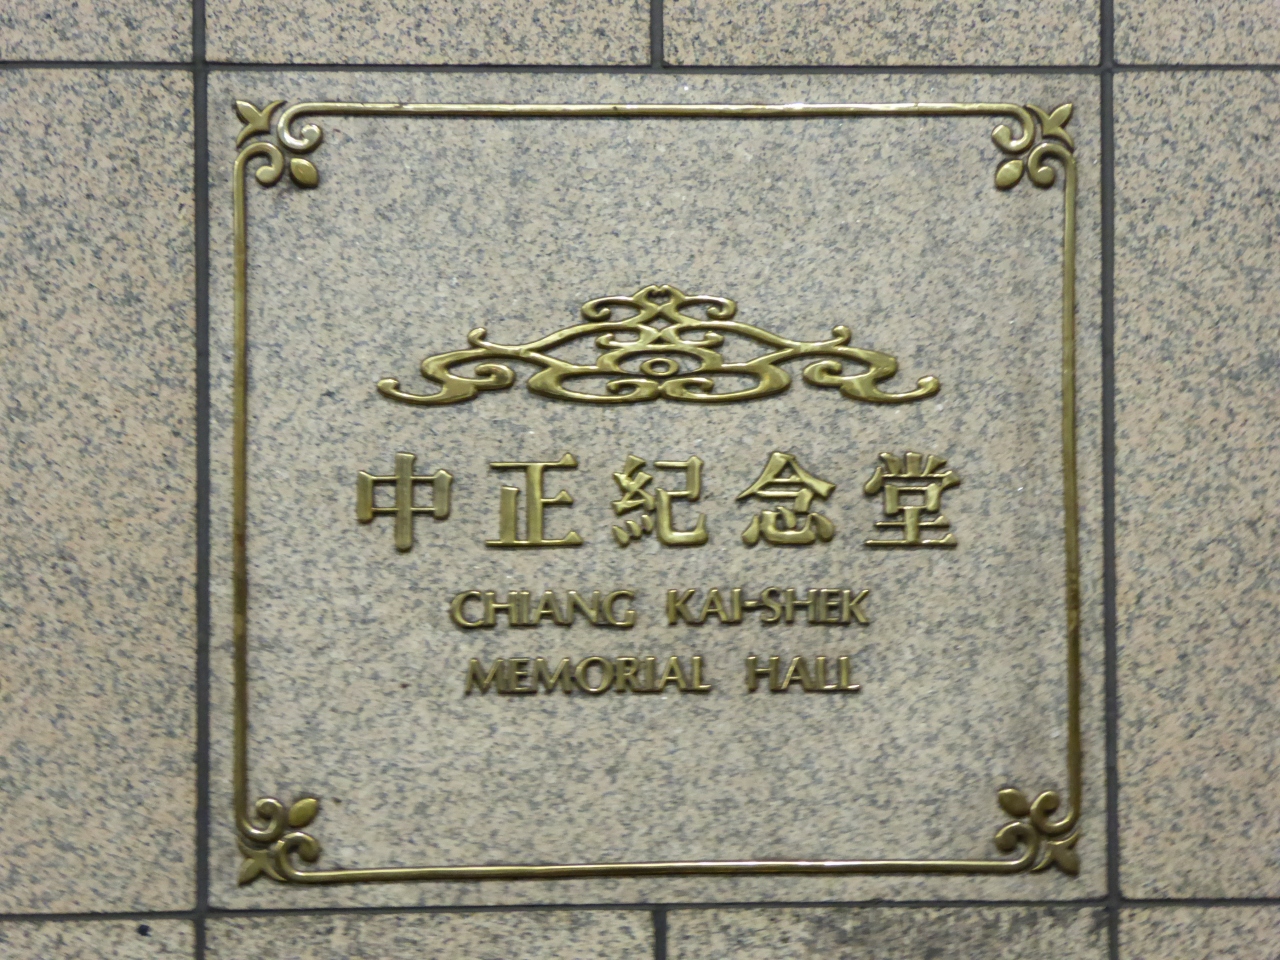 中正紀念堂
CHIANG KAI-SHEK
MEMORIAL HALL